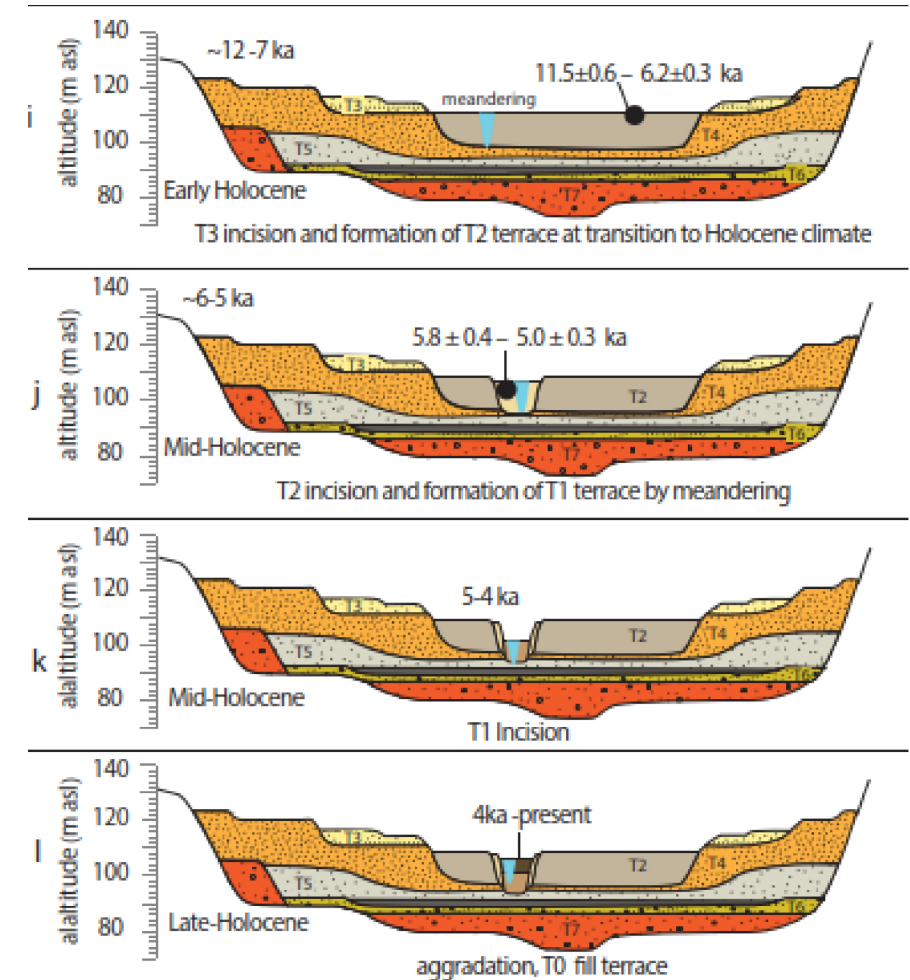 140
~12 -7 ka
120
11.5±0.6 – 6.2±0.3 ka
T3
meandering
i
altitude (m asl)
T4
100
T5
T6
80
Early Holocene
T7
T3 incision and formation of T2 terrace at transition to Holocene climate
140
~6-5 ka
120
5.8 ± 0.4 – 5.0 ± 0.3 ka
T3
j
altitude (m asl)
T2
T4
100
T5
T6
80
Mid-Holocene
T7
T2 incision and formation of T1 terrace by meandering
140
120
5-4 ka
T3
k
alaltitude (m asl)
T2
T4
100
T5
T6
80
Mid-Holocene
T1 Incision
140
120
4ka -present
T3
l
alaltitude (m asl)
T2
T4
100
T5
T6
80
Late-Holocene
T7
aggradation, T0 fill terrace